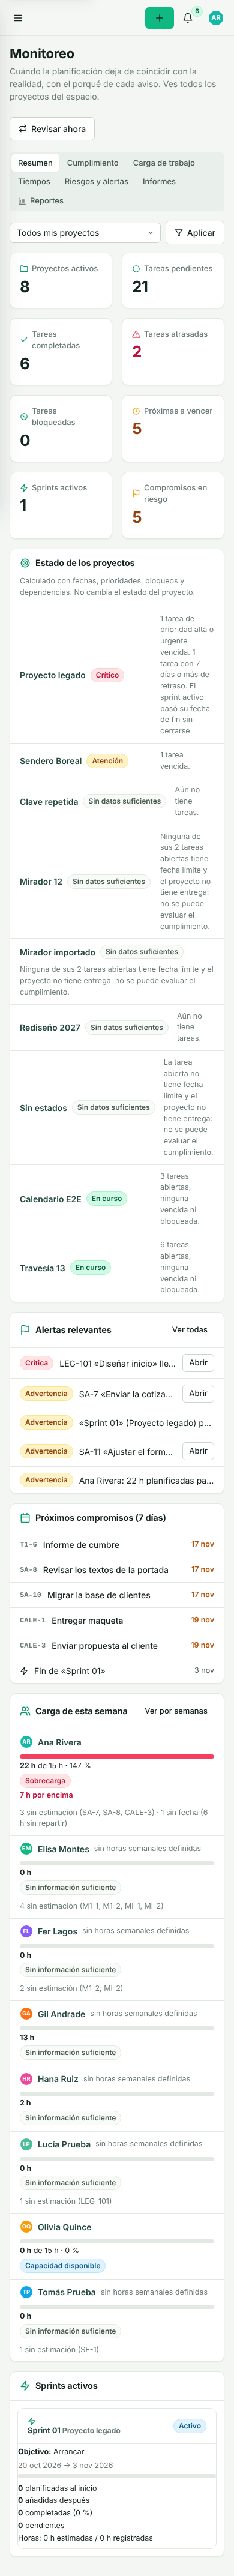 6
AR
Monitoreo
Cuándo la planificación deja de coincidir con la
realidad, con el porqué de cada aviso. Ves todos los
proyectos del espacio.
Revisar ahora
Resumen Cumplimiento Carga de trabajo
Tiempos Riesgos y alertas Informes
Reportes
Todos mis proyectos
Aplicar
Proyectos activos
8
Tareas pendientes
21
Tareas
completadas
6
Tareas atrasadas
2
Tareas
bloqueadas
0
Próximas a vencer
5
Sprints activos
1
Compromisos en
riesgo
5
Estado de los proyectos
Calculado con fechas, prioridades, bloqueos y
dependencias. No cambia el estado del proyecto.
Proyecto legado Crítico
1 tarea de
prioridad alta o
urgente
vencida. 1
tarea con 7
días o más de
retraso. El
sprint activo
pasó su fecha
de fin sin
cerrarse.
Sendero Boreal Atención
1 tarea
vencida.
Clave repetida Sin datos suficientes
Aún no
tiene
tareas.
Mirador 12 Sin datos suficientes
Ninguna de
sus 2 tareas
abiertas tiene
fecha límite y
el proyecto no
tiene entrega:
no se puede
evaluar el
cumplimiento.
Mirador importado Sin datos suficientes
Ninguna de sus 2 tareas abiertas tiene fecha límite y el
proyecto no tiene entrega: no se puede evaluar el
cumplimiento.
Rediseño 2027 Sin datos suficientes
Aún no
tiene
tareas.
Sin estados Sin datos suficientes
La tarea
abierta no
tiene fecha
límite y el
proyecto no
tiene entrega:
no se puede
evaluar el
cumplimiento.
Calendario E2E En curso
3 tareas
abiertas,
ninguna
vencida ni
bloqueada.
Travesía 13 En curso
6 tareas
abiertas,
ninguna
vencida ni
bloqueada.
Alertas relevantes Ver todas
Crítica LEG-101 «Diseñar inicio» lle... Abrir
Advertencia SA-7 «Enviar la cotiza... Abrir
Advertencia «Sprint 01» (Proyecto legado) p...
Advertencia SA-11 «Ajustar el form... Abrir
Advertencia Ana Rivera: 22 h planificadas pa...
Próximos compromisos (7 días)
T1-6 Informe de cumbre 17 nov
SA-8 Revisar los textos de la portada 17 nov
SA-10 Migrar la base de clientes 17 nov
CALE-1 Entregar maqueta 19 nov
CALE-3 Enviar propuesta al cliente 19 nov
Fin de «Sprint 01» 3 nov
Carga de esta semana Ver por semanas
AR Ana Rivera
22 h de 15 h · 147 %
Sobrecarga
7 h por encima
3 sin estimación (SA-7, SA-8, CALE-3) · 1 sin fecha (6
h sin repartir)
EM Elisa Montes sin horas semanales definidas
0 h
Sin información suficiente
4 sin estimación (M1-1, M1-2, MI-1, MI-2)
FL Fer Lagos sin horas semanales definidas
0 h
Sin información suficiente
2 sin estimación (M1-2, MI-2)
GA Gil Andrade sin horas semanales definidas
13 h
Sin información suficiente
HR Hana Ruiz sin horas semanales definidas
2 h
Sin información suficiente
LP Lucía Prueba sin horas semanales definidas
0 h
Sin información suficiente
1 sin estimación (LEG-101)
OQ Olivia Quince
0 h de 15 h · 0 %
Capacidad disponible
TP Tomás Prueba sin horas semanales definidas
0 h
Sin información suficiente
1 sin estimación (SE-1)
Sprints activos
Sprint 01 Proyecto legado Activo
Objetivo: Arrancar
20 oct 2026 → 3 nov 2026
0 planificadas al inicio
0 añadidas después
0 completadas (0 %)
0 pendientes
Horas: 0 h estimadas / 0 h registradas